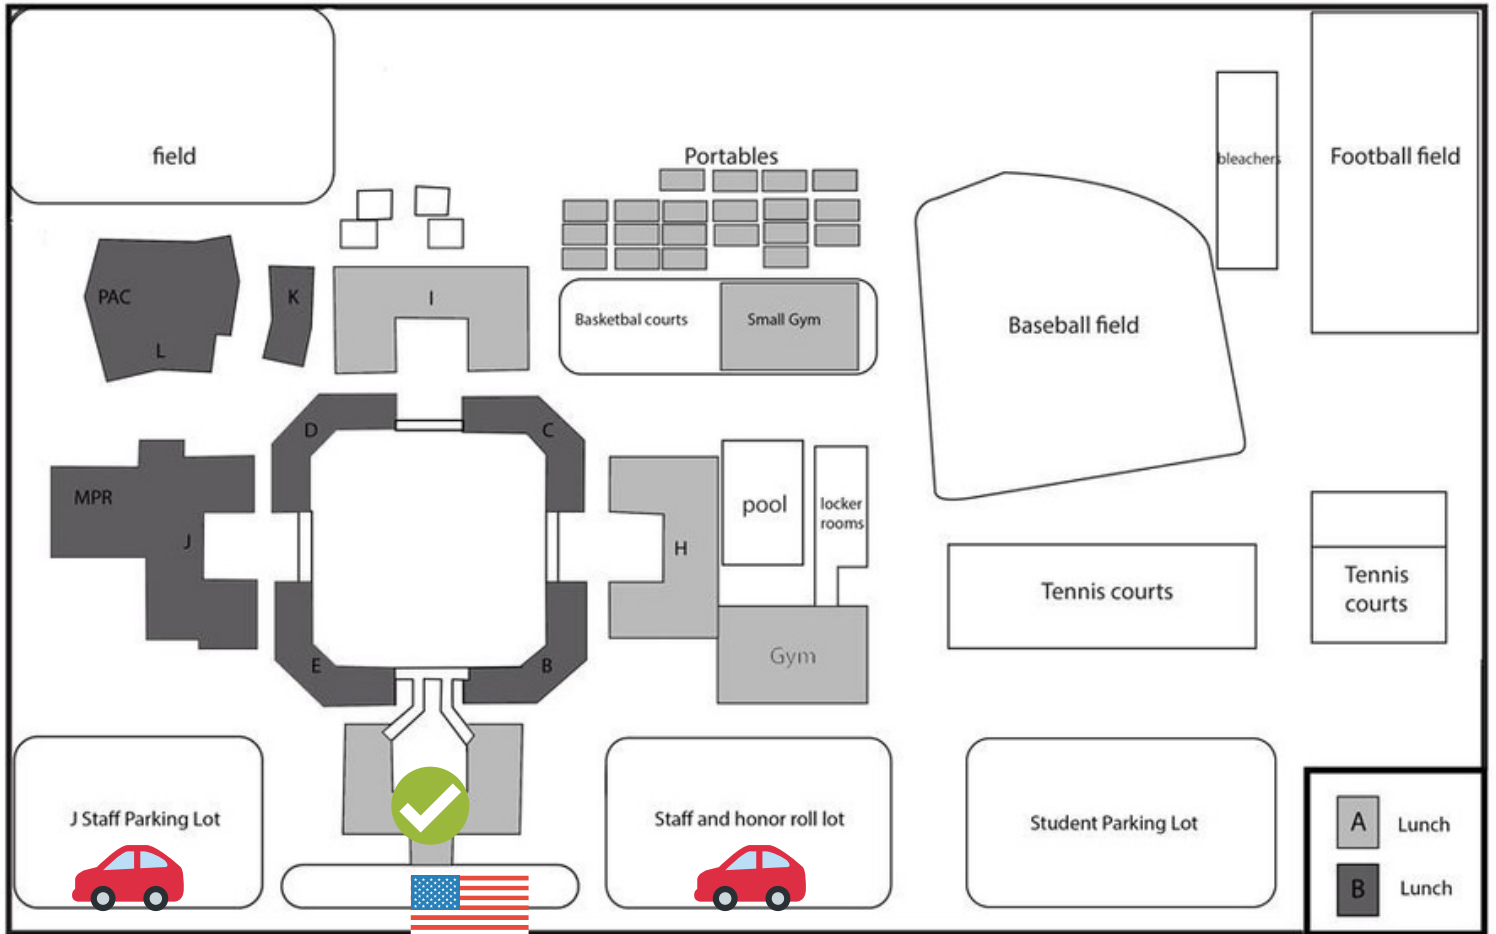 field
Portables
bleachers
Football field
PAC
L
K
I
Basketbal courts
Small Gym
Baseball field
D
C
MPR
J
H
pool
locker
rooms
E
B
Gym
Tennis courts
Tennis
courts
J Staff Parking Lot
Staff and honor roll lot
Student Parking Lot
A
Lunch
B
Lunch